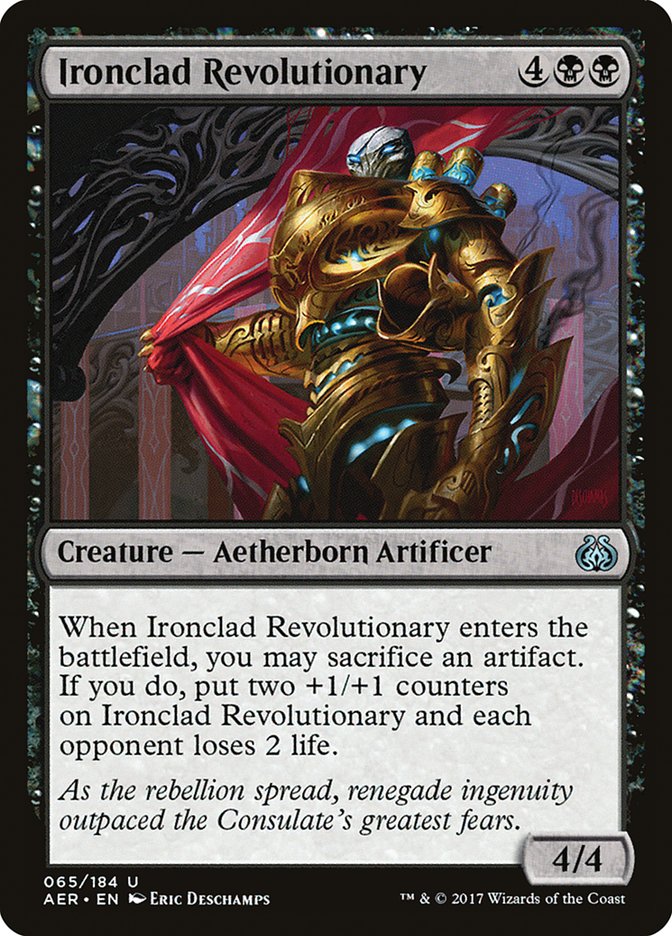 Ironclad Revolutionary 4
DESCHAMPS
Creature — Aetherborn Artificer
When Ironclad Revolutionary enters the
battlefield, you may sacrifice an artifact.
If you do, put two +1/+1 counters
on Ironclad Revolutionary and each
opponent loses 2 life.
As the rebellion spread, renegade ingenuity
outpaced the Consulate's greatest fears.
4/4
065/184 U
AER • EN Eric Deschamps
™ & © 2017 Wizards of the Coast